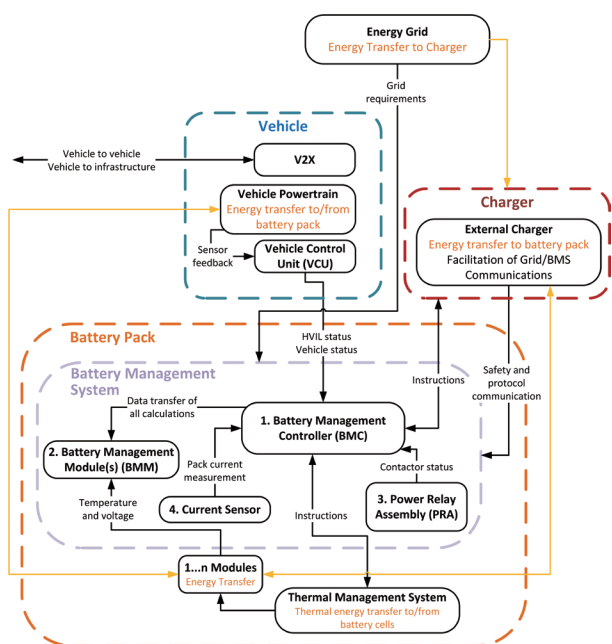 Energy Grid
Energy Transfer to Charger
Grid
requirements
Vehicle
Vehicle to vehicle
Vehicle to infrastructure
V2X
Vehicle Powertrain
Energy transfer to/from
battery pack
Sensor
feedback
Vehicle Control
Unit (VCU)
Charger
External Charger
Energy transfer to battery pack
Facilitation of Grid/BMS
Communications
Battery Pack
HVIL status
Vehicle status
Battery Management
System
Instructions
Safety and
protocol
communication
Data transfer of
all calculations
1. Battery Management
Controller (BMC)
2. Battery Management
Module(s) (BMM)
Pack current
measurement
Contactor status
Temperature
and voltage
4. Current Sensor
Instructions
3. Power Relay
Assembly (PRA)
1...n Modules
Energy Transfer
Thermal Management System
Thermal energy transfer to/from
battery cells